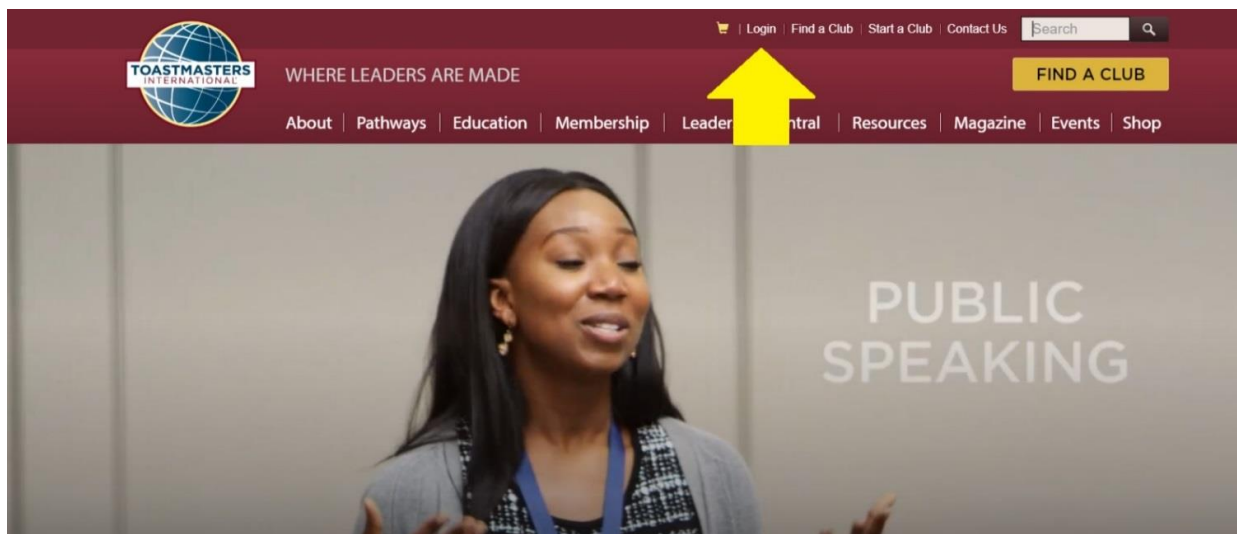 Login | Find a Club | Start a Club | Contact Us Search
TOASTMASTERS
INTERNATIONAL
WHERE LEADERS ARE MADE
FIND A CLUB
About | Pathways | Education | Membership | Leader ntral | Resources | Magazine | Events | Shop
PUBLIC
SPEAKING